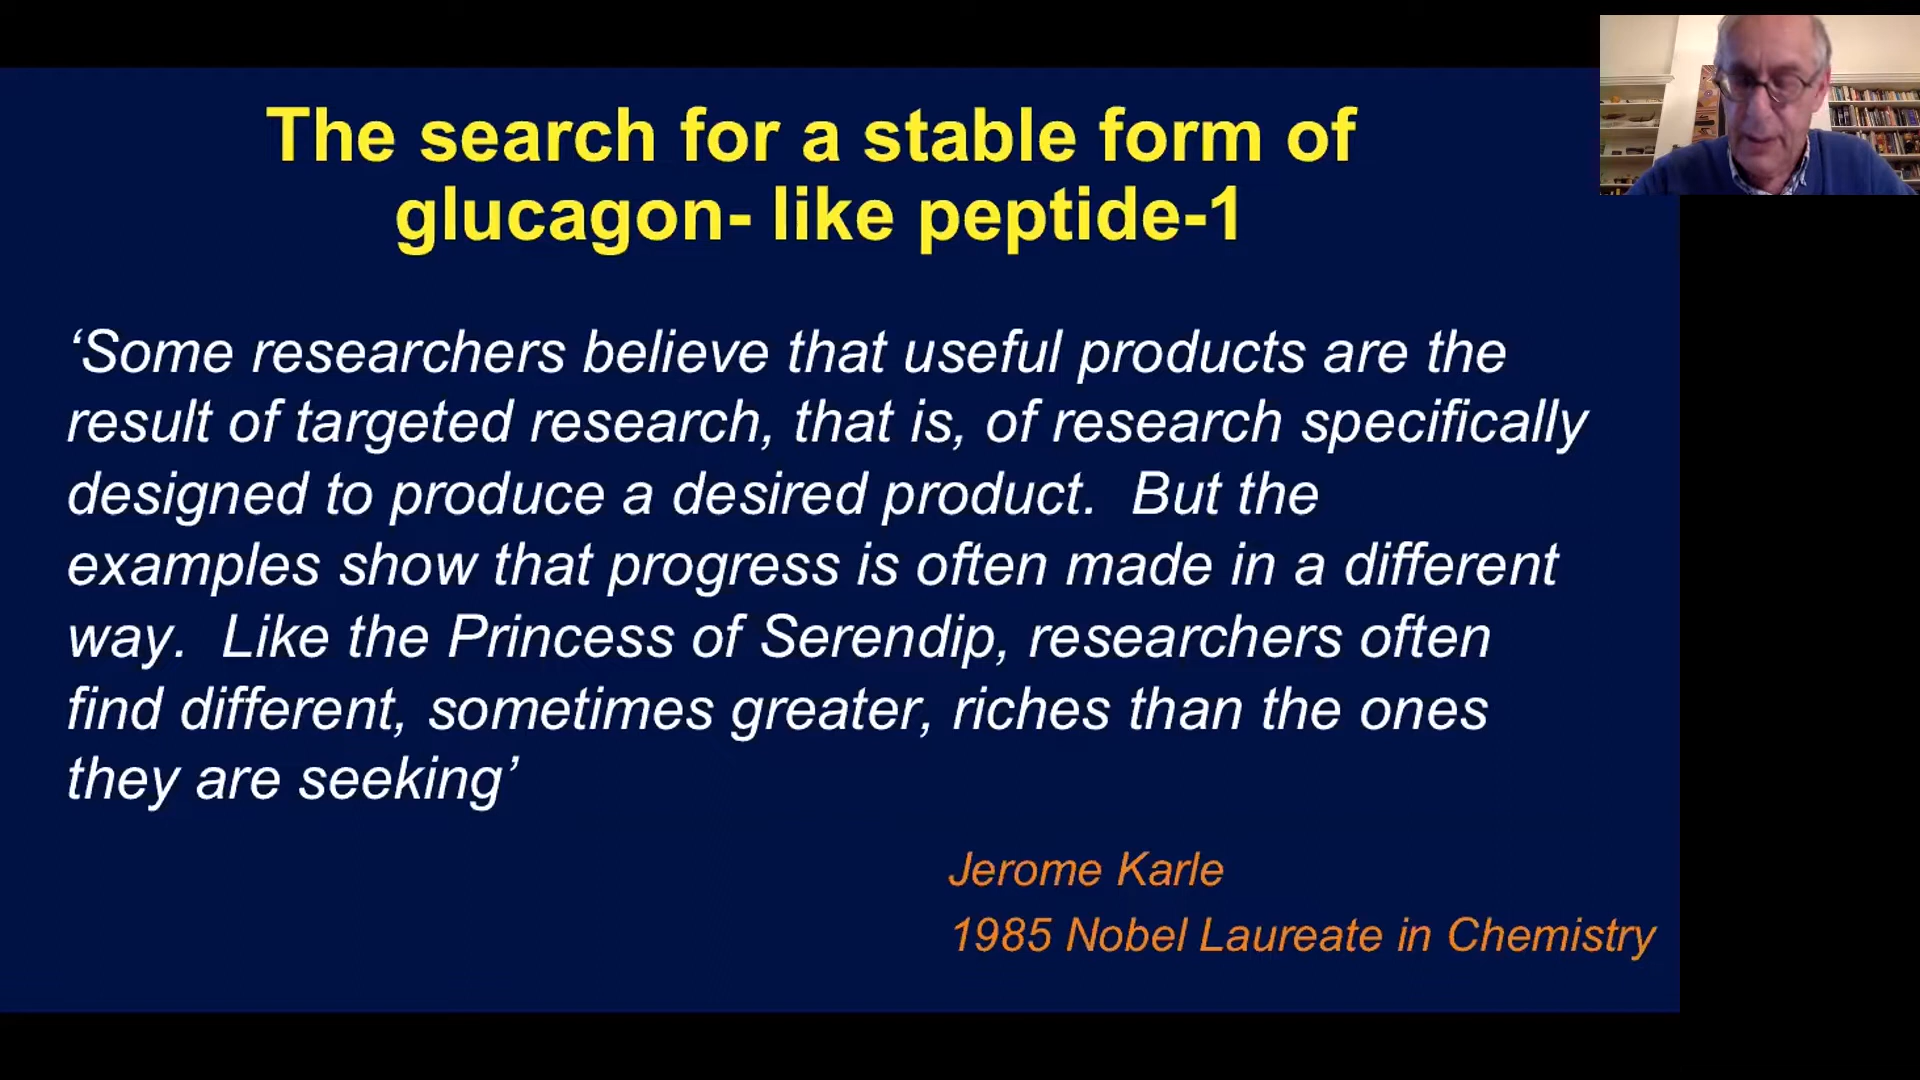 The search for a stable form of
glucagon- like peptide-1
‘Some researchers believe that useful products are the
result of targeted research, that is, of research specifically
designed to produce a desired product.  But the
examples show that progress is often made in a different
way.  Like the Princess of Serendip, researchers often
find different, sometimes greater, riches than the ones
they are seeking’
Jerome Karle
1985 Nobel Laureate in Chemistry